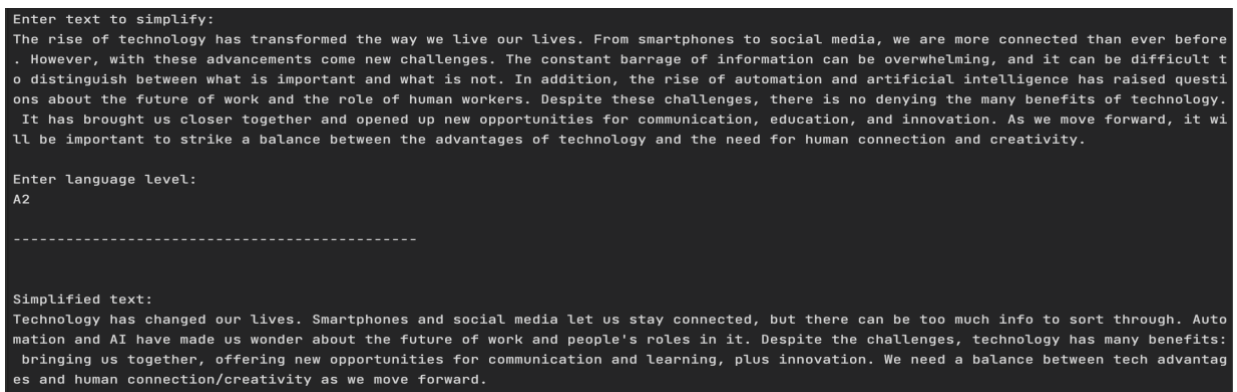 Enter text to simplify:
The rise of technology has transformed the way we live our lives. From smartphones to social media, we are more connected than ever before
. However, with these advancements come new challenges. The constant barrage of information can be overwhelming, and it can be difficult t
o distinguish between what is important and what is not. In addition, the rise of automation and artificial intelligence has raised questi
ons about the future of work and the role of human workers. Despite these challenges, there is no denying the many benefits of technology.
 It has brought us closer together and opened up new opportunities for communication, education, and innovation. As we move forward, it wi
ll be important to strike a balance between the advantages of technology and the need for human connection and creativity.
Enter language level:
A2
----------------------------------------------
Simplified text:
Technology has changed our lives. Smartphones and social media let us stay connected, but there can be too much info to sort through. Auto
mation and AI have made us wonder about the future of work and people's roles in it. Despite the challenges, technology has many benefits:
 bringing us together, offering new opportunities for communication and learning, plus innovation. We need a balance between tech advantag
es and human connection/creativity as we move forward.